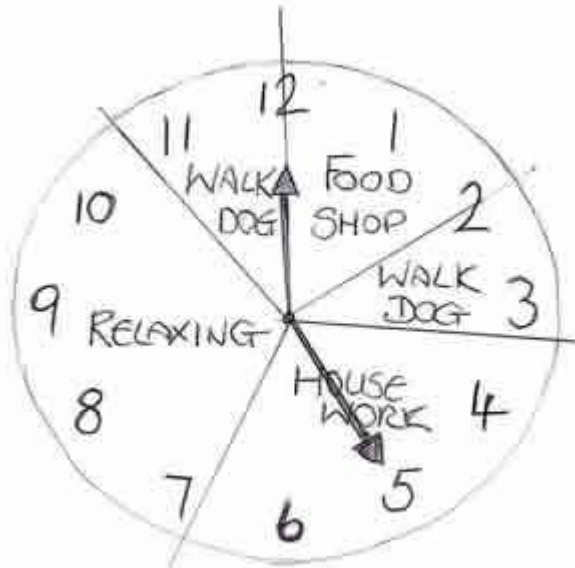 12
11
1
WALK
DOG
FOOD
SHOP
10
2
WALK
DOG
9
RELAXING
3
HOUSE
WORK
8
4
7
5
6